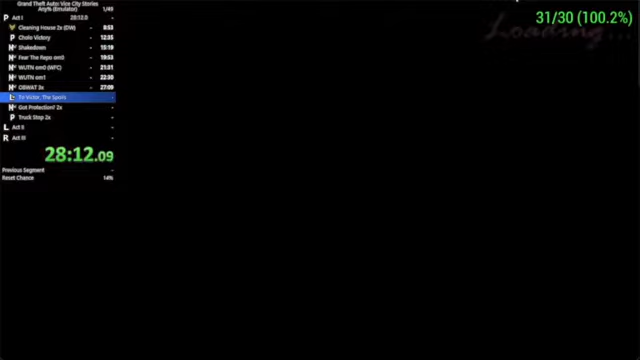 Grand Theft Auto: Vice City Stories
Any% (Emulator) 1/49
Act I 28:12.0
Cleaning House 2x (DW) - 9:53
Cholo Victory - 12:35
Shakedown - 15:19
Fear The Repo om0 - 19:53
WUTN om0 (WFC) - 21:01
WUTN om1 - 22:30
OBWAT 3x - 27:09
To Victor, The Spoils -
Got Protection? 2x -
Truck Stop 2x -
Act II -
Act III -
28:12.09
Previous Segment -
Reset Chance 14%
Loading...
31/30 (100.2%)